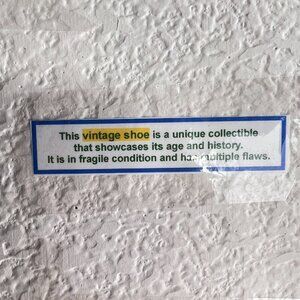 This vintage shoe is a unique collectible
that showcases its age and history.
It is in fragile condition and has multiple flaws.